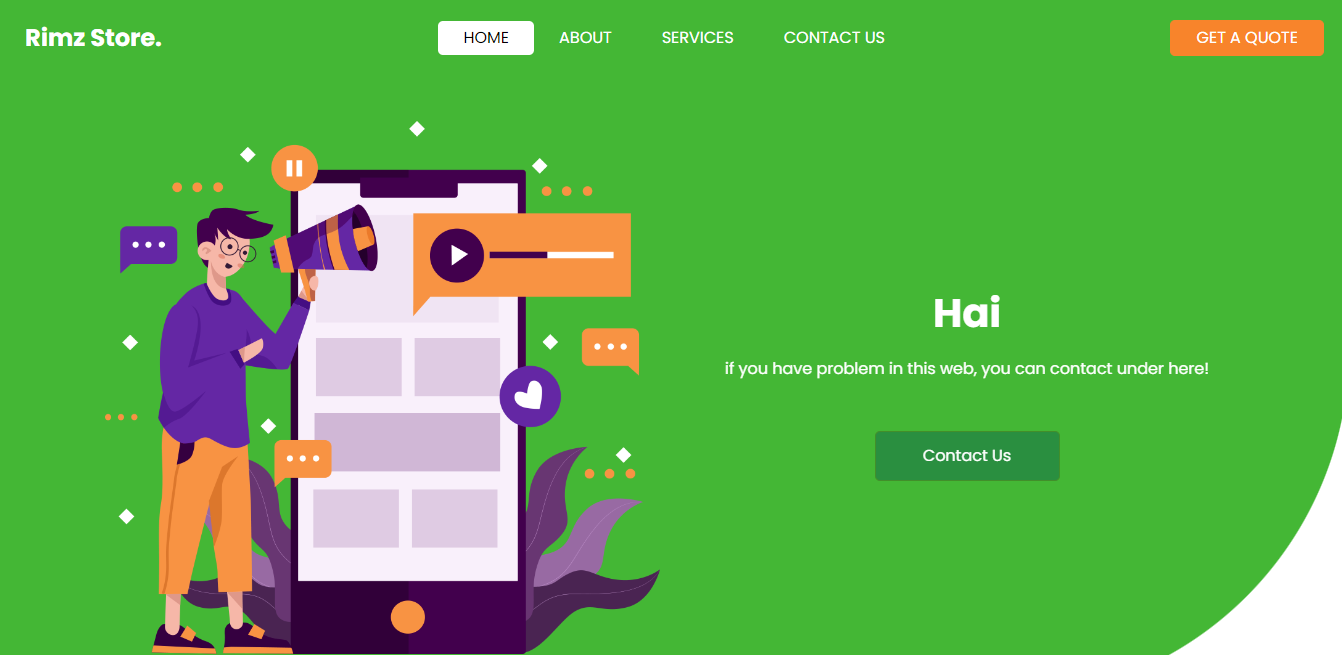 Rimz Store.
HOME
ABOUT
SERVICES
CONTACT US
GET A QUOTE
Hai
if you have problem in this web, you can contact under here!
Contact Us